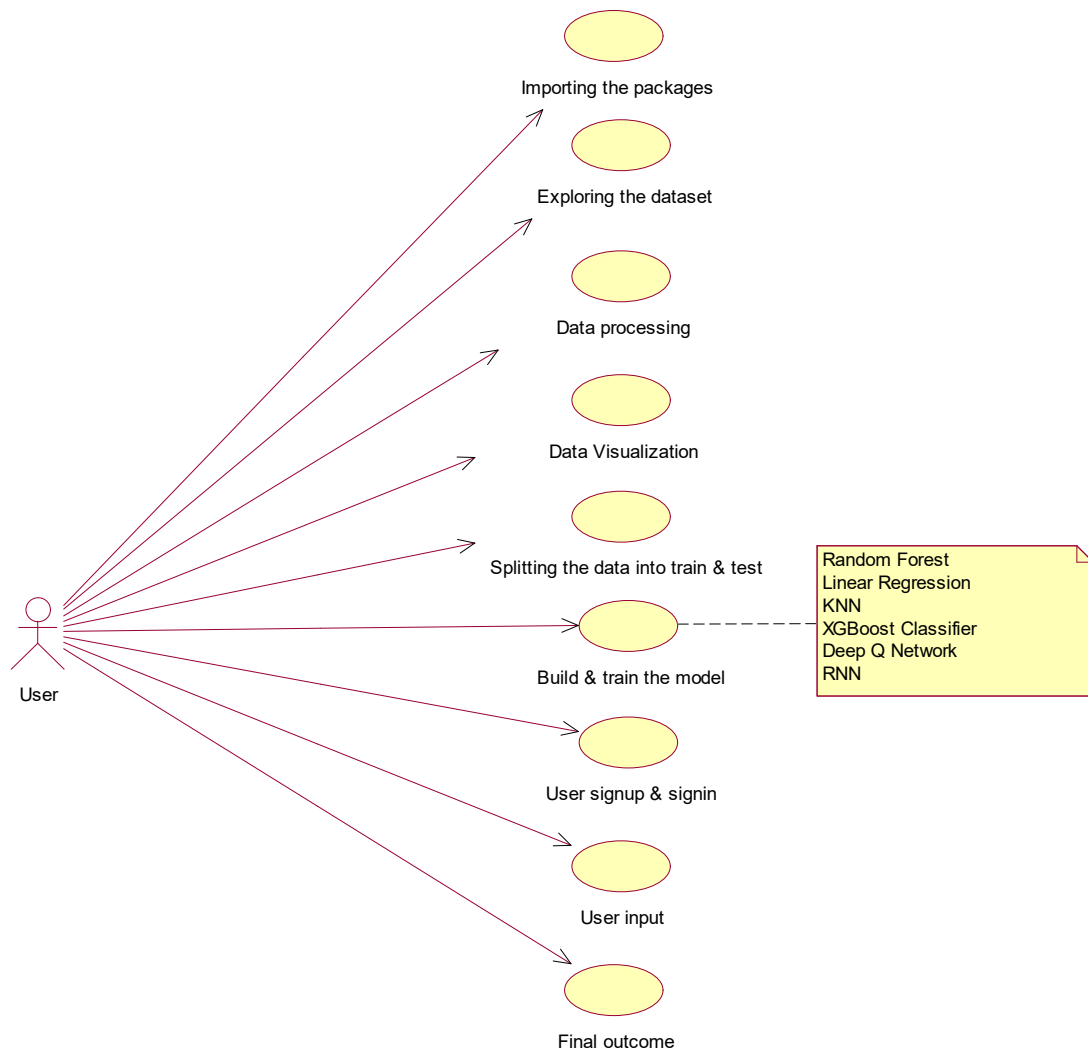 Importing the packages
Exploring the dataset
Data processing
Data Visualization
Splitting the data into train & test
Random Forest
Linear Regression
KNN
XGBoost Classifier
Deep Q Network
RNN
Build & train the model
User
User signup & signin
User input
Final outcome